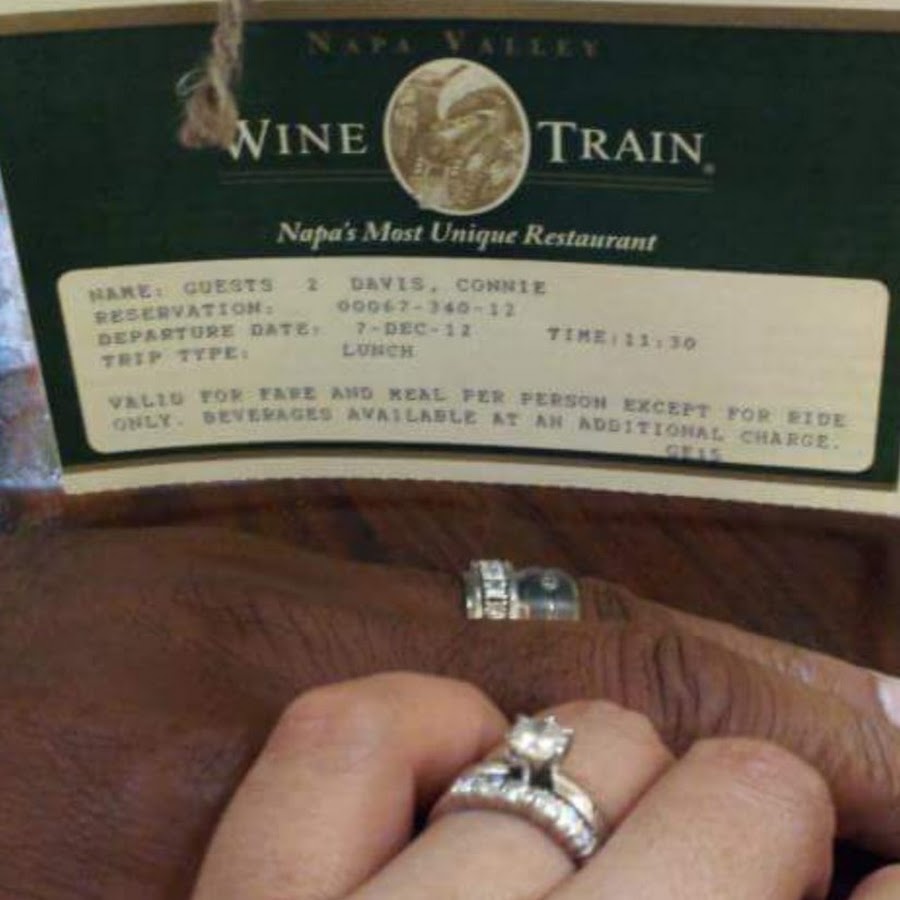 NAPA VALLEY
WINE TRAIN®
Napa's Most Unique Restaurant
NAME: GUESTS 2 DAVIS, CONNIE
RESERVATION: 00067-340-12
DEPARTURE DATE: 7-DEC-12 TIME:11:30
TRIP TYPE: LUNCH
VALID FOR FARE AND MEAL PER PERSON EXCEPT FOR RIDE
ONLY. BEVERAGES AVAILABLE AT AN ADDITIONAL CHARGE.